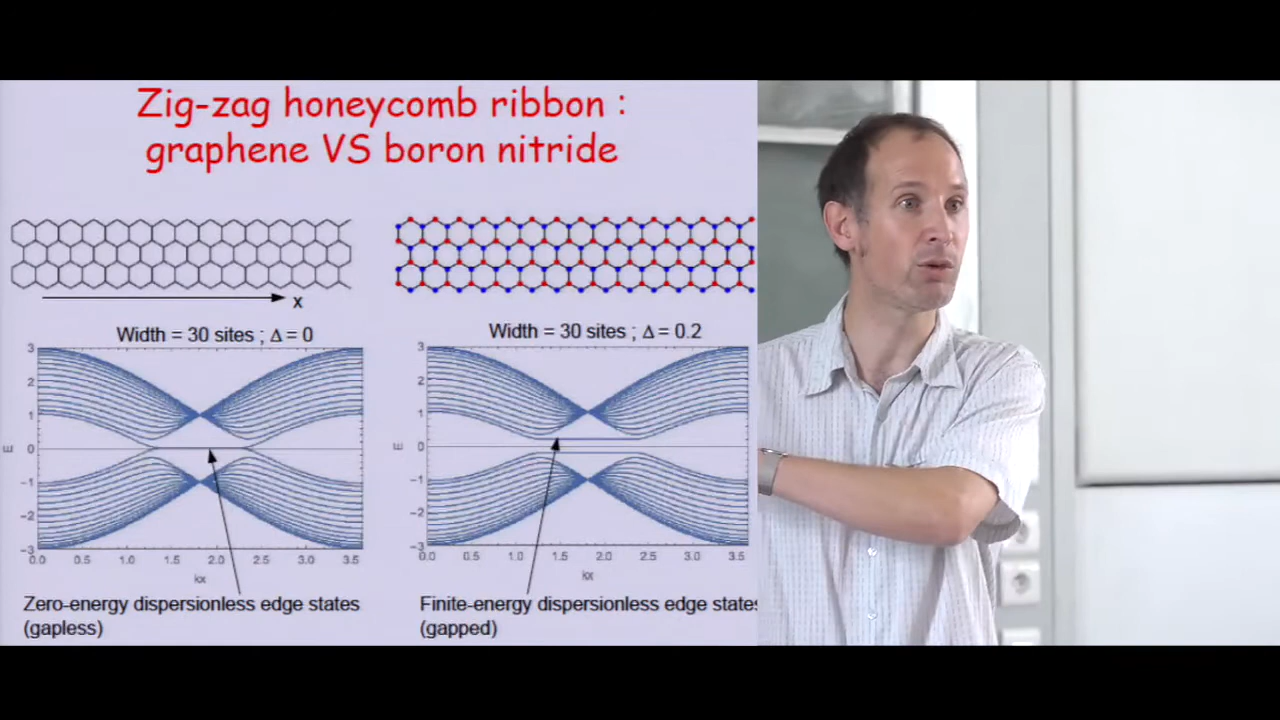 Zig-zag honeycomb ribbon :
graphene VS boron nitride
x
Width = 30 sites ; Δ = 0
3
2
1
0
−1
−2
−3
E
0.0 0.5 1.0 1.5 2.0 2.5 3.0 3.5
kx
Zero-energy dispersionless edge states
(gapless)
Width = 30 sites ; Δ = 0.2
3
2
1
0
−1
−2
−3
E
0.0 0.5 1.0 1.5 2.0 2.5 3.0 3.5
kx
Finite-energy dispersionless edge states
(gapped)